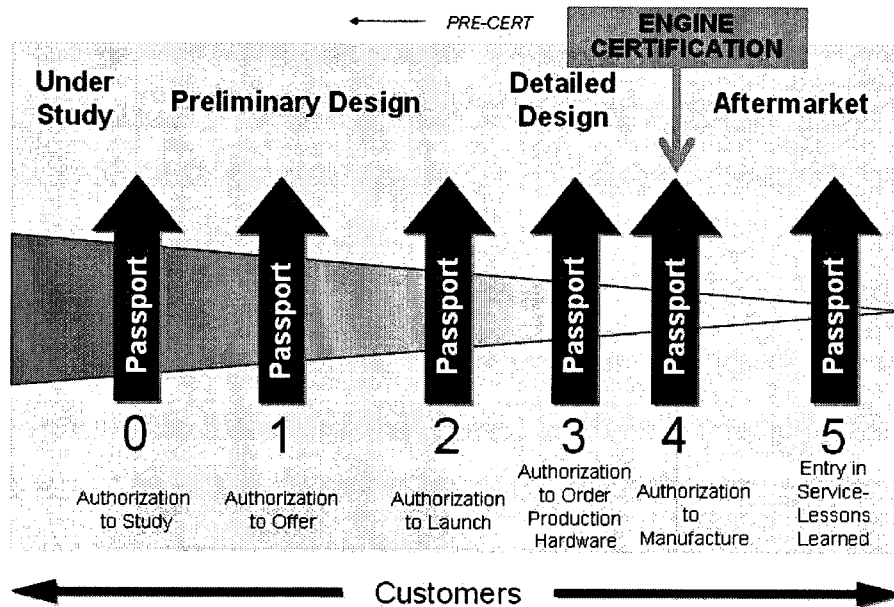 PRE-CERT
ENGINE
CERTIFICATION
Under
Study
Preliminary Design
Detailed
Design
Aftermarket
Passport
Passport
Passport
Passport
Passport
Passport
0
1
2
3
4
5
Authorization
to Study
Authorization
to Offer
Authorization
to Launch
Authorization
to Order
Production
Hardware
Authorization
to
Manufacture
Entry in
Service-
Lessons
Learned
Customers